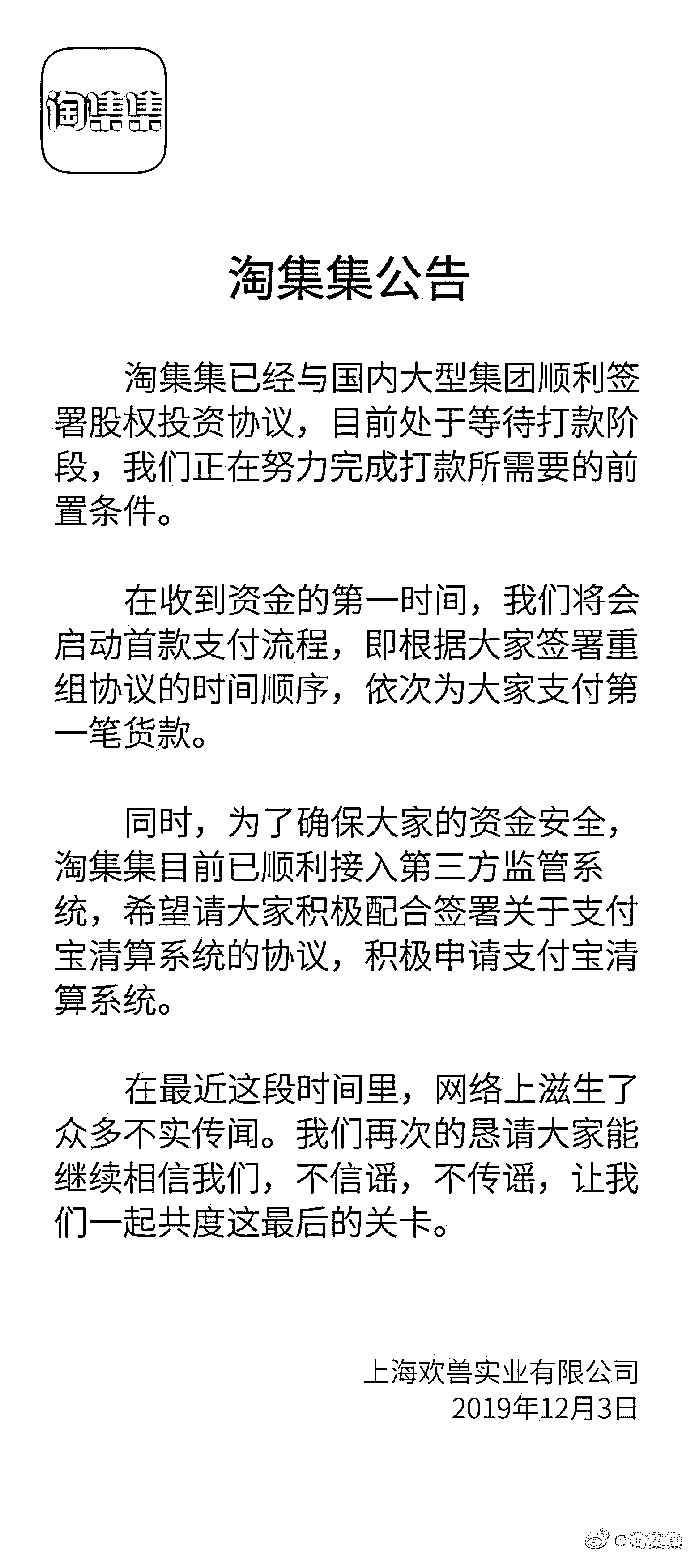 淘集集
淘集集公告
淘集集已经与国内大型集团顺利签
署股权投资协议，目前处于等待打款阶
段，我们正在努力完成打款所需要的前
置条件。
在收到资金的第一时间，我们将会
启动首款支付流程，即根据大家签署重
组协议的时间顺序，依次为大家支付第
一笔货款。
同时，为了确保大家的资金安全，
淘集集目前已顺利接入第三方监管系
统，希望请大家积极配合签署关于支付
宝清算系统的协议，积极申请支付宝清
算系统。
在最近这段时间里，网络上滋生了
众多不实传闻。我们再次的恳请大家能
继续相信我们，不信谣，不传谣，让我
们一起共度这最后的关卡。
上海欢兽实业有限公司
2019年12月3日